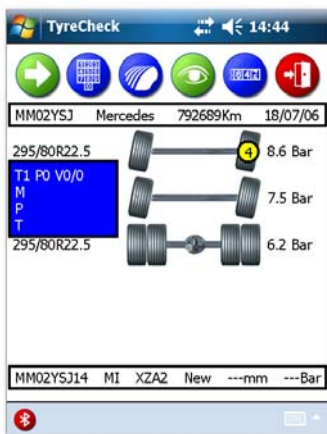 TyreCheck 14:44
MM02YSJ Mercedes 792689Km 18/07/06
295/80R22.5 4 8.6 Bar
T1 P0 V0/0
M
P
T
7.5 Bar
295/80R22.5 6.2 Bar
MM02YSJ14 MI XZA2 New ---mm ---Bar